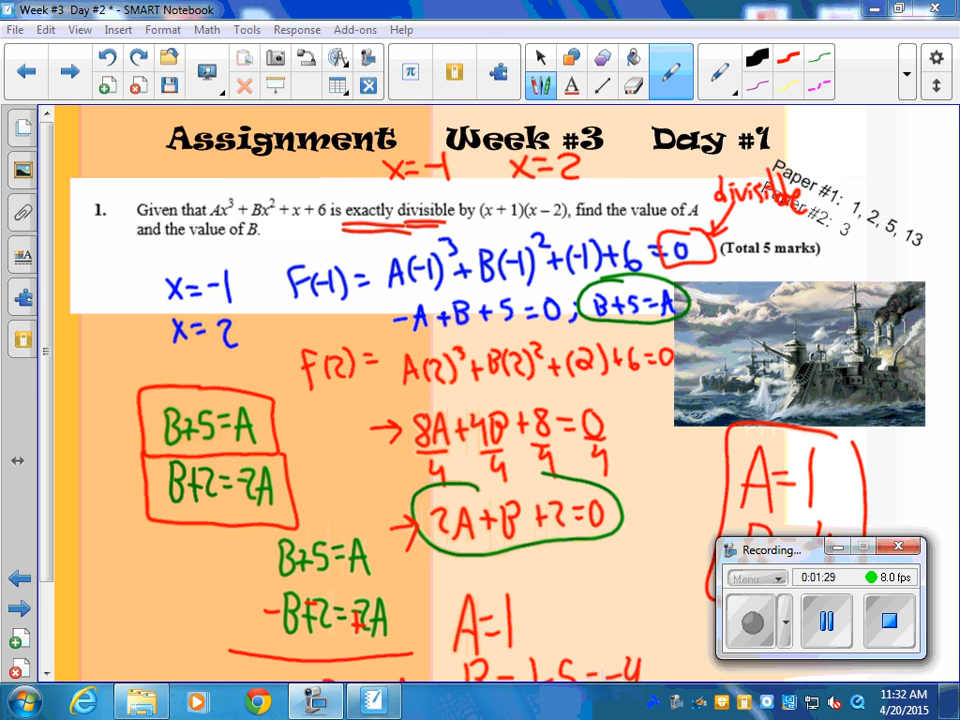 Week #3 Day #2 * - SMART Notebook
File Edit View Insert Format Math Tools Response Add-ons Help
Assignment Week #3 Day #1
x=-1 x=2
divisible
Paper #1: 1, 2, 5, 13
Paper #2: 3
1. Given that Ax³ + Bx² + x + 6 is exactly divisible by (x + 1)(x – 2), find the value of A
and the value of B.
(Total 5 marks)
x=-1 F(-1) = A(-1)³+B(-1)²+(-1)+6=0
x=2 -A+B+5=0; B+5=A
F(2) = A(2)³+B(2)²+(2)+6=0
B+5=A
B+2=-2A
→ 8A+4B+8=0
4 4 4 4
→ 2A+B+2=0
A=1
B+5=A
-B+2=-2A
A=1
B=1-5=-4
Recording...
Menu 0:01:29 8.0 fps
11:32 AM
4/20/2015